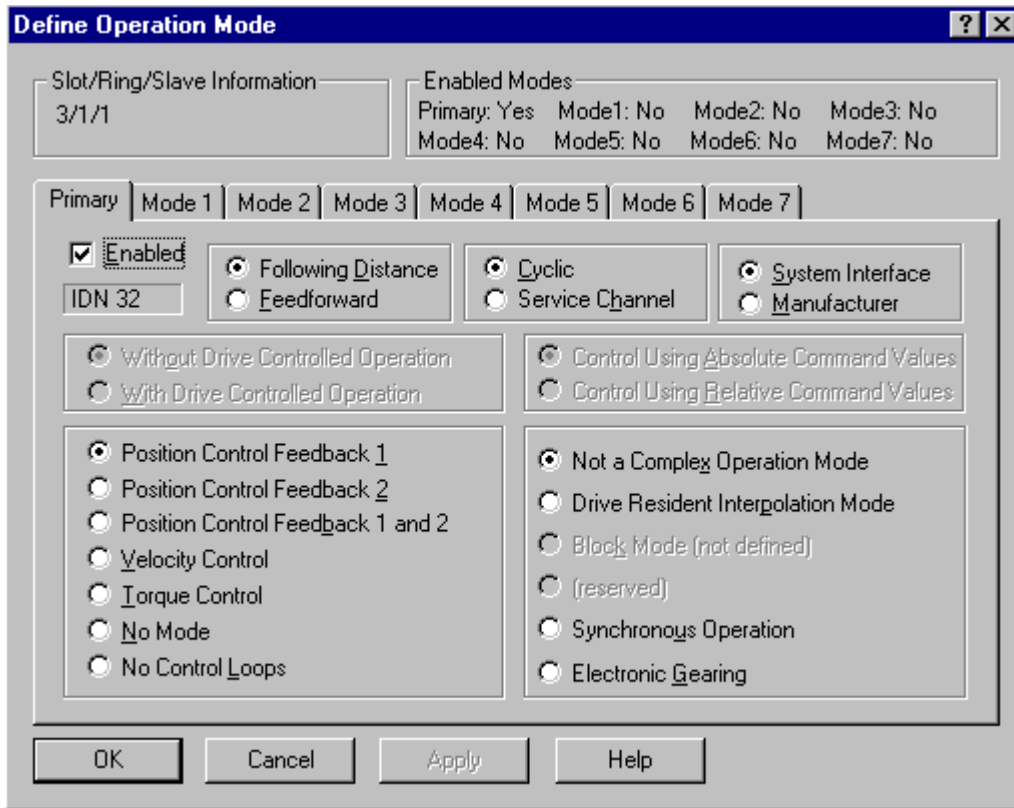 Define Operation Mode
Slot/Ring/Slave Information
3/1/1
Enabled Modes
Primary: Yes Mode1: No Mode2: No Mode3: No
Mode4: No Mode5: No Mode6: No Mode7: No
Primary Mode 1 Mode 2 Mode 3 Mode 4 Mode 5 Mode 6 Mode 7
Enabled
IDN 32
Following Distance
Feedforward
Cyclic
Service Channel
System Interface
Manufacturer
Without Drive Controlled Operation
With Drive Controlled Operation
Control Using Absolute Command Values
Control Using Relative Command Values
Position Control Feedback 1
Position Control Feedback 2
Position Control Feedback 1 and 2
Velocity Control
Torque Control
No Mode
No Control Loops
Not a Complex Operation Mode
Drive Resident Interpolation Mode
Block Mode (not defined)
(reserved)
Synchronous Operation
Electronic Gearing
OK Cancel Apply Help